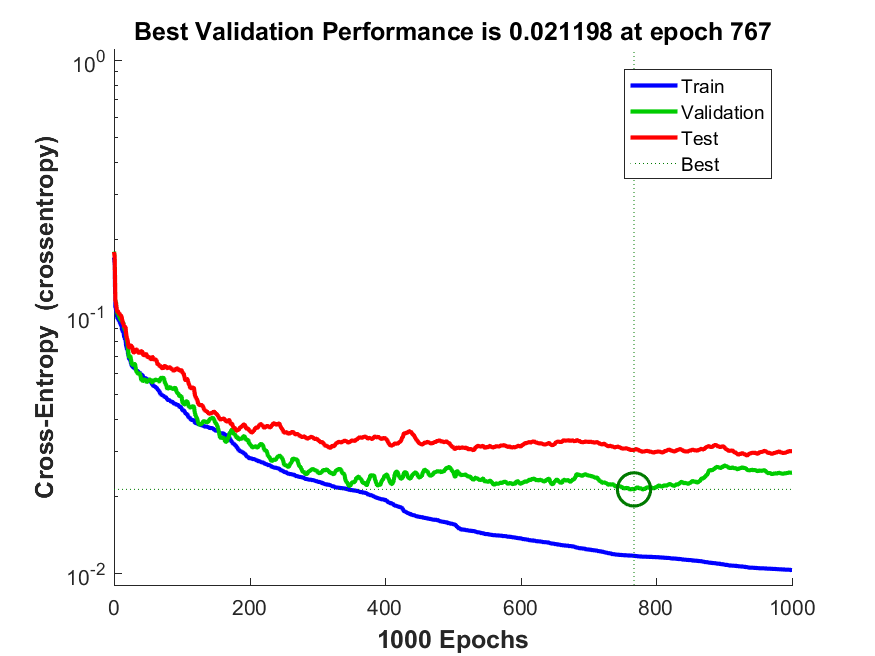 Best Validation Performance is 0.021198 at epoch 767
Cross-Entropy (crossentropy)
10^0
10^-1
10^-2
Train
Validation
Test
Best
0 200 400 600 800 1000
1000 Epochs